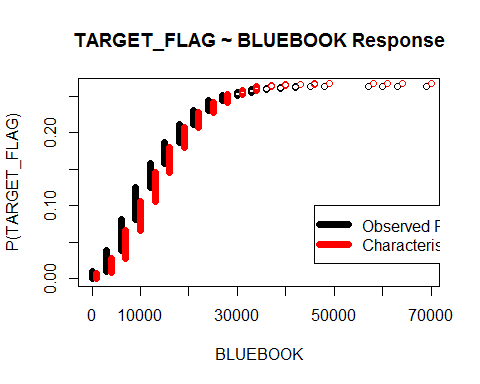 TARGET_FLAG ~ BLUEBOOK Response
P(TARGET_FLAG)
0.20
0.10
0.00
Observed P
Characteris
0 10000 30000 50000 70000
BLUEBOOK